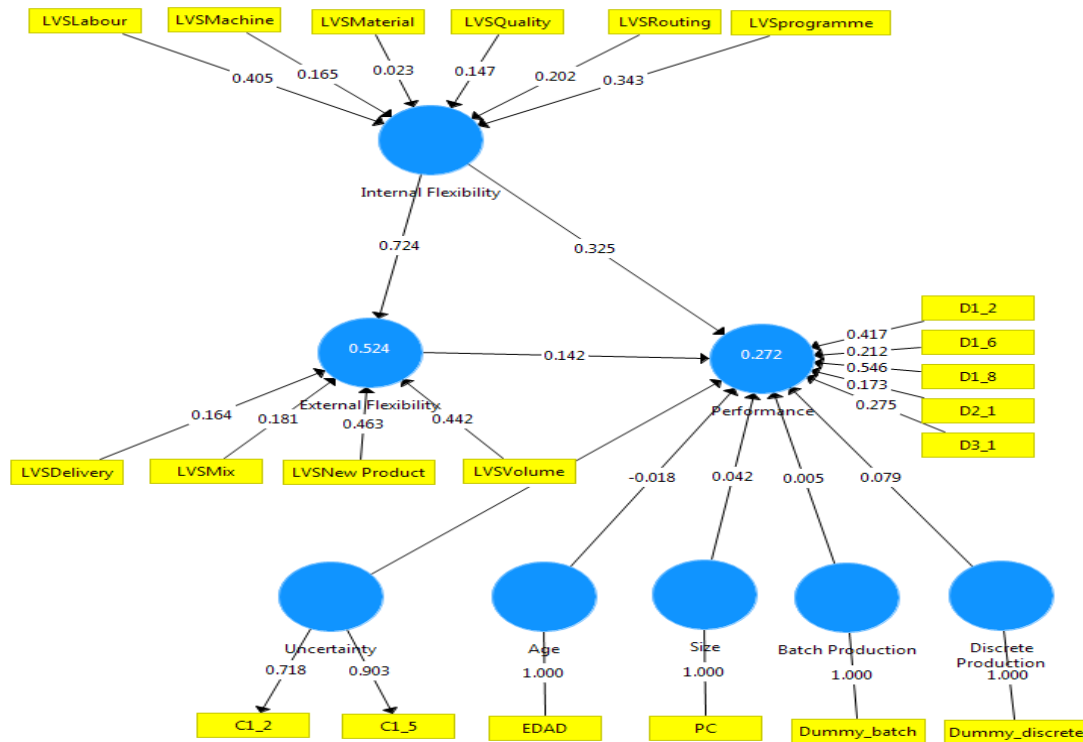 LVSLabour
LVSMachine
LVSMaterial
LVSQuality
LVSRouting
LVSprogramme
0.405
0.165
0.023
0.147
0.202
0.343
Internal Flexibility
0.724
0.325
0.524
External Flexibility
0.142
0.272
Performance
0.417
0.212
0.546
0.173
0.275
D1_2
D1_6
D1_8
D2_1
D3_1
0.164
0.181
0.463
0.442
LVSDelivery
LVSMix
LVSNew Product
LVSVolume
-0.018
0.042
0.005
0.079
Uncertainty
Age
Size
Batch Production
Discrete
Production
0.718
0.903
1.000
1.000
1.000
1.000
C1_2
C1_5
EDAD
PC
Dummy_batch
Dummy_discrete